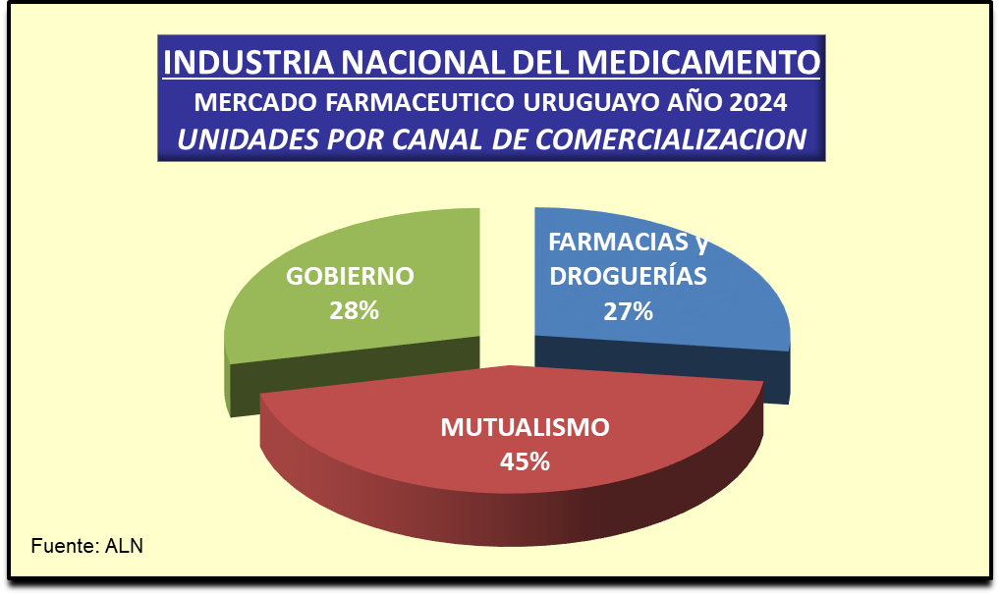 INDUSTRIA NACIONAL DEL MEDICAMENTO
MERCADO FARMACEUTICO URUGUAYO AÑO 2024
UNIDADES POR CANAL DE COMERCIALIZACION
GOBIERNO
28%
FARMACIAS y
DROGUERÍAS
27%
MUTUALISMO
45%
Fuente: ALN